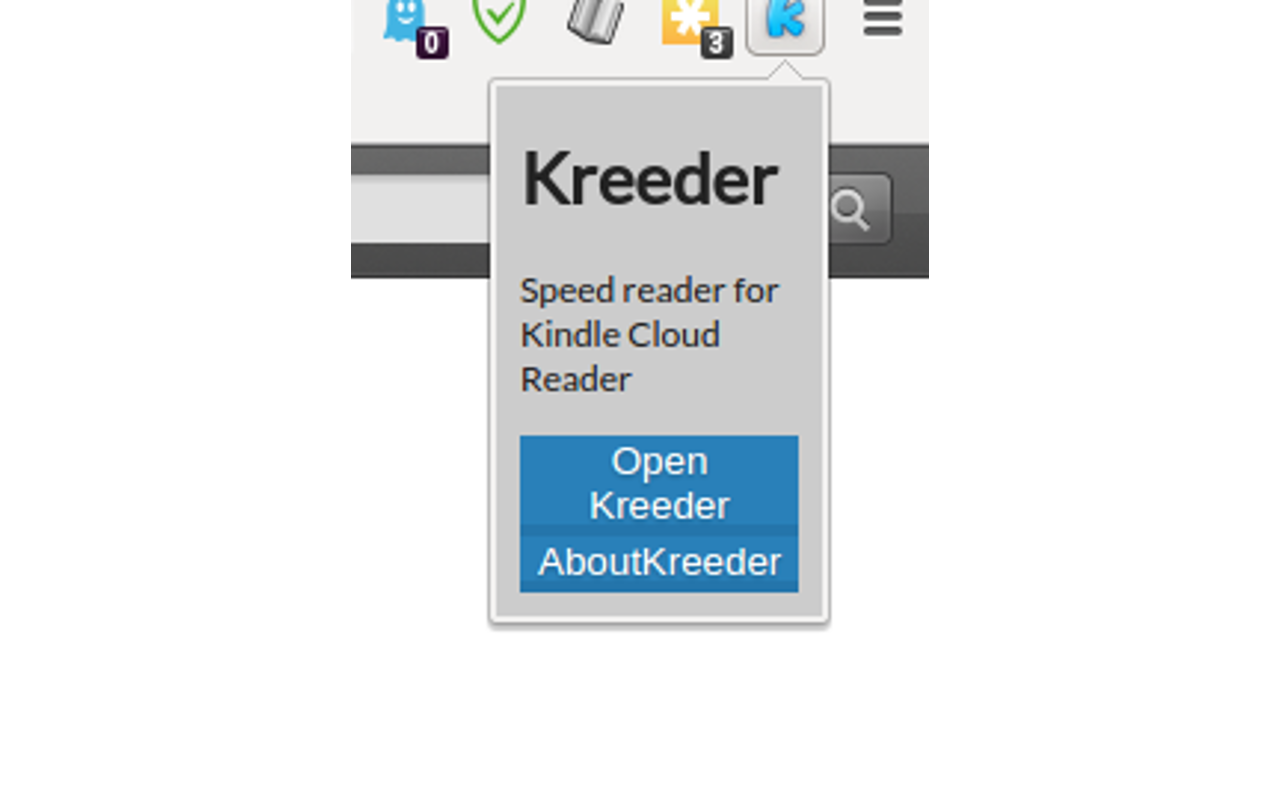 0
3
Kreeder
Speed reader for
Kindle Cloud
Reader
Open
Kreeder
AboutKreeder